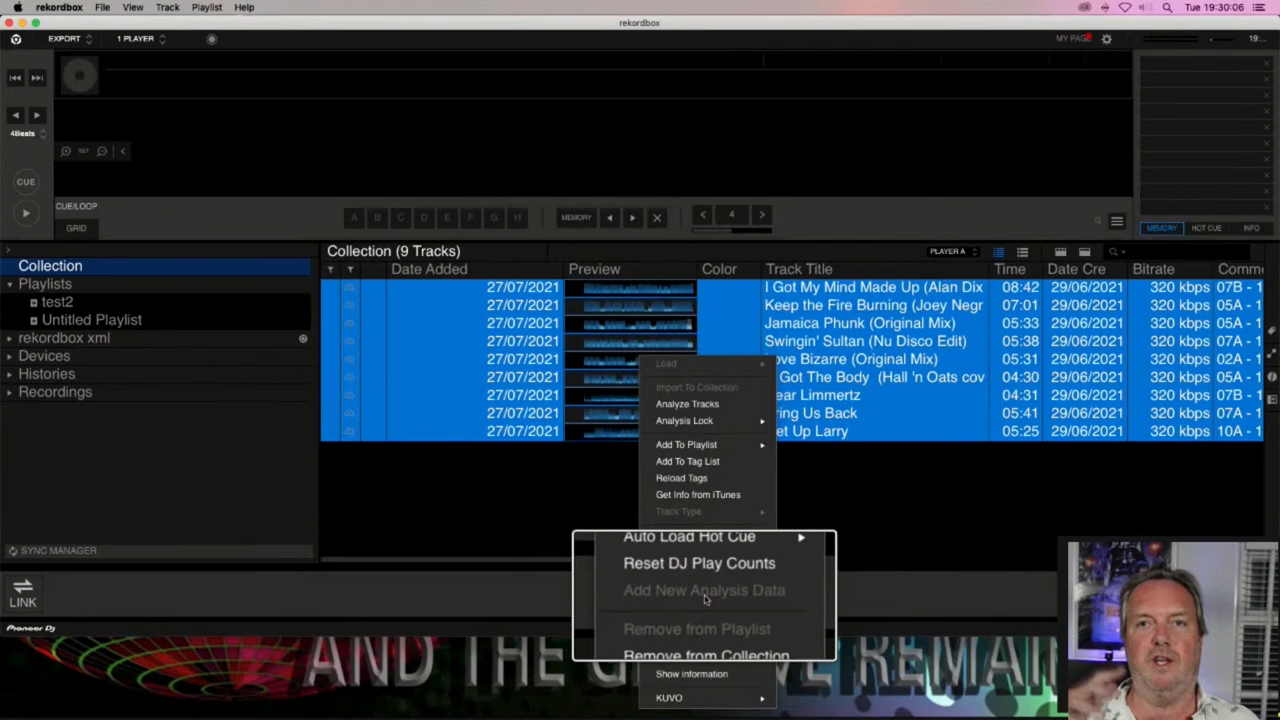 rekordbox File View Track Playlist Help Tue 19:30:06
rekordbox
EXPORT 1 PLAYER MY PAGE 19:...
4Beats
CUE
CUE/LOOP
GRID
A B C D E F G H MEMORY 4
MEMORY HOT CUE INFO
Collection (9 Tracks) PLAYER A
Date Added Preview Color Track Title Time Date Cre Bitrate Comme
27/07/2021 I Got My Mind Made Up (Alan Dix 08:42 29/06/2021 320 kbps 07B - 1
27/07/2021 Keep the Fire Burning (Joey Negr 07:01 29/06/2021 320 kbps 06A - 1
27/07/2021 Jamaica Phunk (Original Mix) 05:33 29/06/2021 320 kbps 05A - 1
27/07/2021 Swingin' Sultan (Nu Disco Edit) 05:38 29/06/2021 320 kbps 07A - 1
27/07/2021 ove Bizarre (Original Mix) 05:31 29/06/2021 320 kbps 02A - 1
27/07/2021 Got The Body (Hall 'n Oats cov 04:30 29/06/2021 320 kbps 05A - 1
27/07/2021 ear Limmertz 04:31 29/06/2021 320 kbps 07B - 1
27/07/2021 ring Us Back 05:41 29/06/2021 320 kbps 07A - 1
27/07/2021 et Up Larry 05:25 29/06/2021 320 kbps 10A - 1
Collection
Playlists
test2
Untitled Playlist
rekordbox xml
Devices
Histories
Recordings
SYNC MANAGER
LINK
Pioneer Dj
Load
Import To Collection
Analyze Tracks
Analysis Lock
Add To Playlist
Add To Tag List
Reload Tags
Get Info from iTunes
Track Type
Auto Load Hot Cue
Reset DJ Play Counts
Add New Analysis Data
Remove from Playlist
Remove from Collection
Show information
KUVO
AND THE G VE REMA